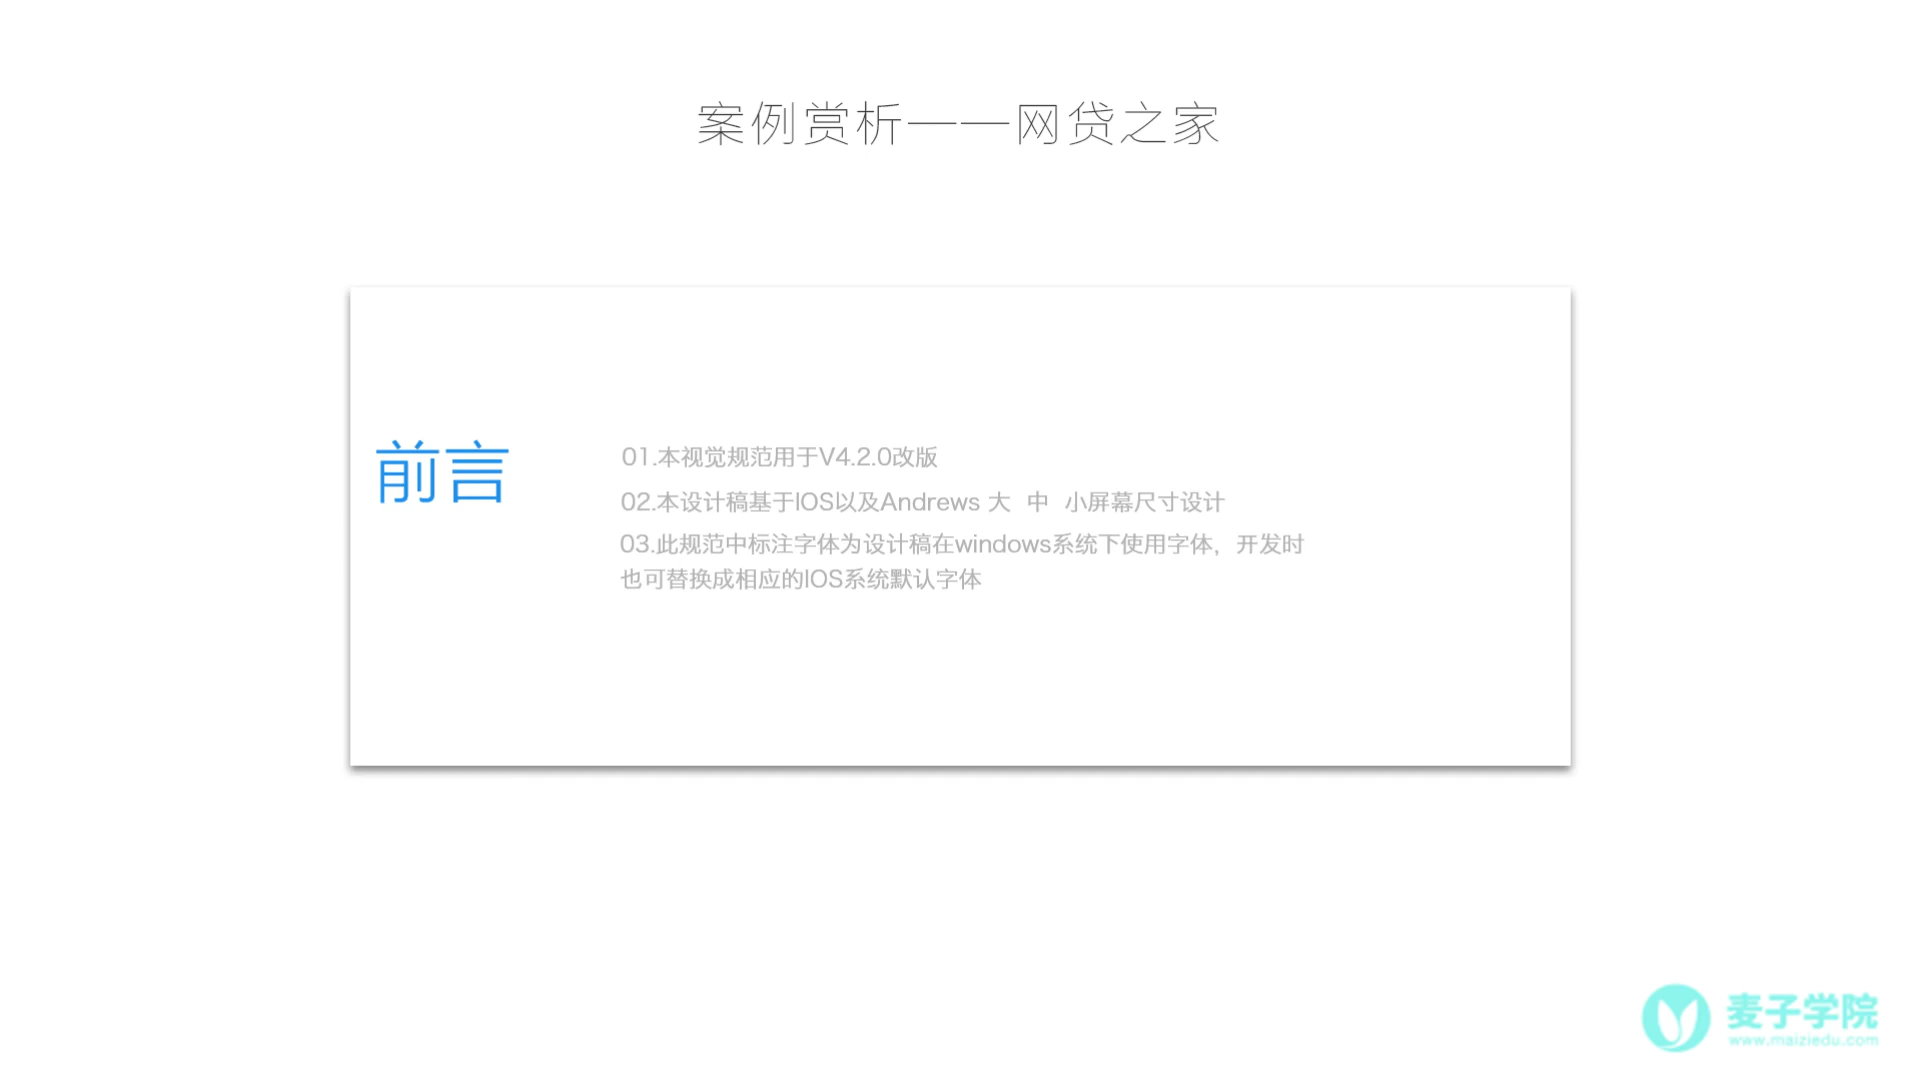 案例赏析——网贷之家
前言
01.本视觉规范用于V4.2.0改版
02.本设计稿基于IOS以及Andrews 大 中 小屏幕尺寸设计
03.此规范中标注字体为设计稿在windows系统下使用字体，开发时
也可替换成相应的IOS系统默认字体
麦子学院
www.maiziedu.com